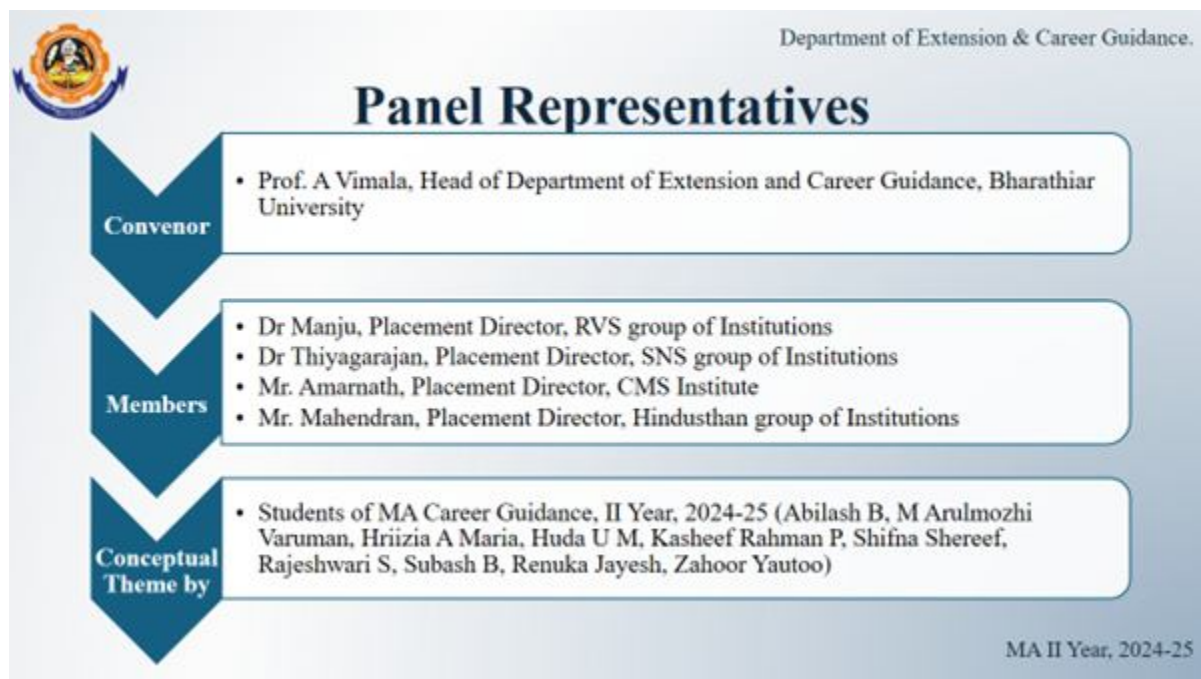 Department of Extension & Career Guidance.
Panel Representatives
Convenor
• Prof. A Vimala, Head of Department of Extension and Career Guidance, Bharathiar
University
Members
• Dr Manju, Placement Director, RVS group of Institutions
• Dr Thiyagarajan, Placement Director, SNS group of Institutions
• Mr. Amarnath, Placement Director, CMS Institute
• Mr. Mahendran, Placement Director, Hindusthan group of Institutions
Conceptual
Theme by
• Students of MA Career Guidance, II Year, 2024-25 (Abilash B, M Arulmozhi
Varuman, Hriizia A Maria, Huda U M, Kasheef Rahman P, Shifna Shereef,
Rajeshwari S, Subash B, Renuka Jayesh, Zahoor Yautoo)
MA II Year, 2024-25